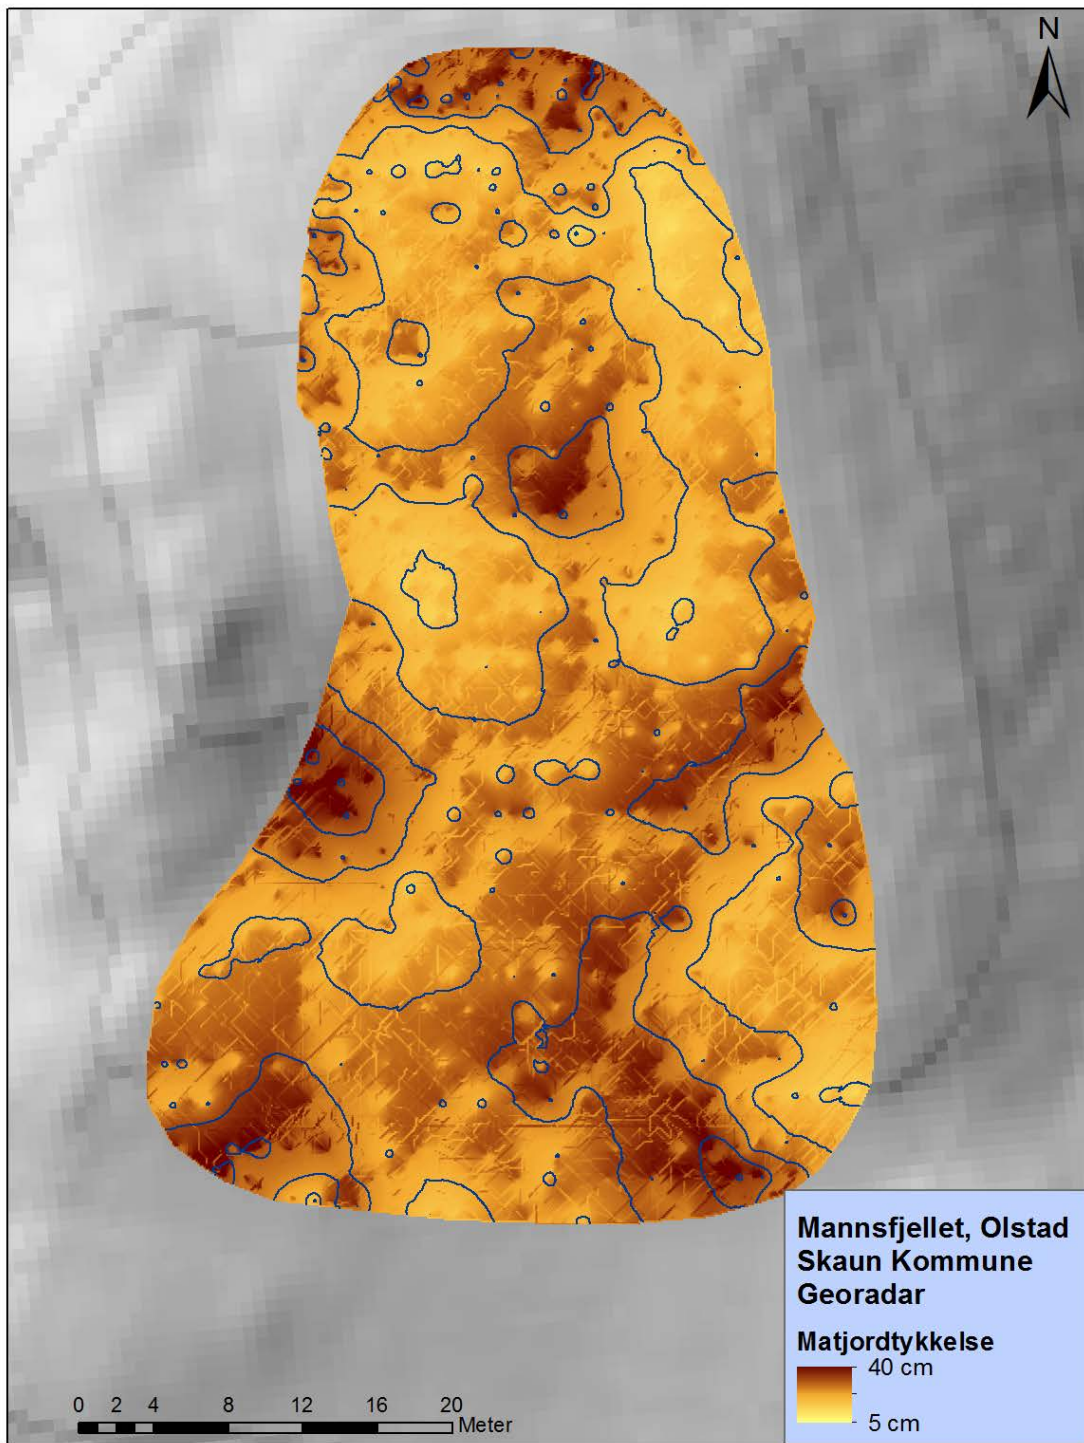 N
Mannsfjellet, Olstad
Skaun Kommune
Georadar
Matjordtykkelse
40 cm
5 cm
0 2 4 8 12 16 20
Meter